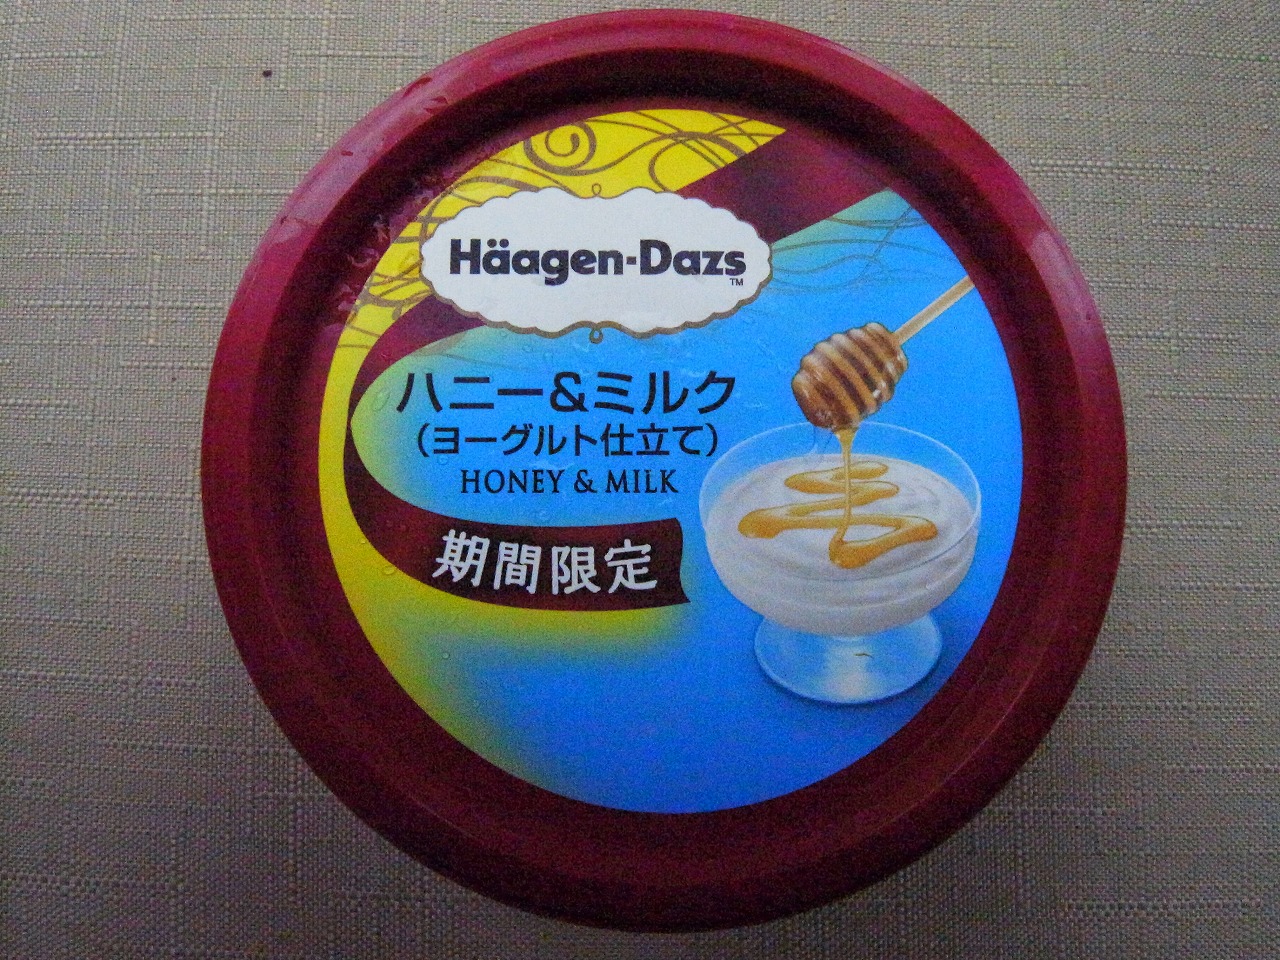 Häagen-Dazs
TM
ハニー&ミルク
(ヨーグルト仕立て)
HONEY & MILK
期間限定